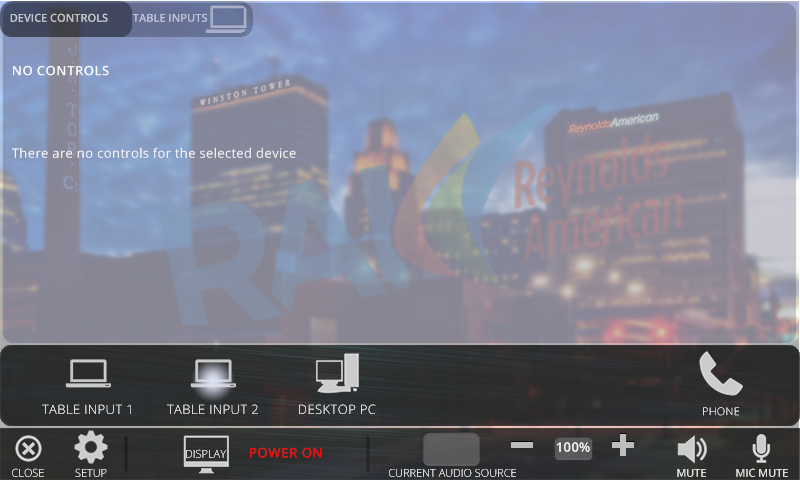 DEVICE CONTROLS
TABLE INPUTS
NO CONTROLS
There are no controls for the selected device
WINSTON TOWER
ReynoldsAmerican
RAI
Reynolds
American
TABLE INPUT 1
TABLE INPUT 2
DESKTOP PC
PHONE
CLOSE
SETUP
DISPLAY
POWER ON
CURRENT AUDIO SOURCE
100%
MUTE
MIC MUTE